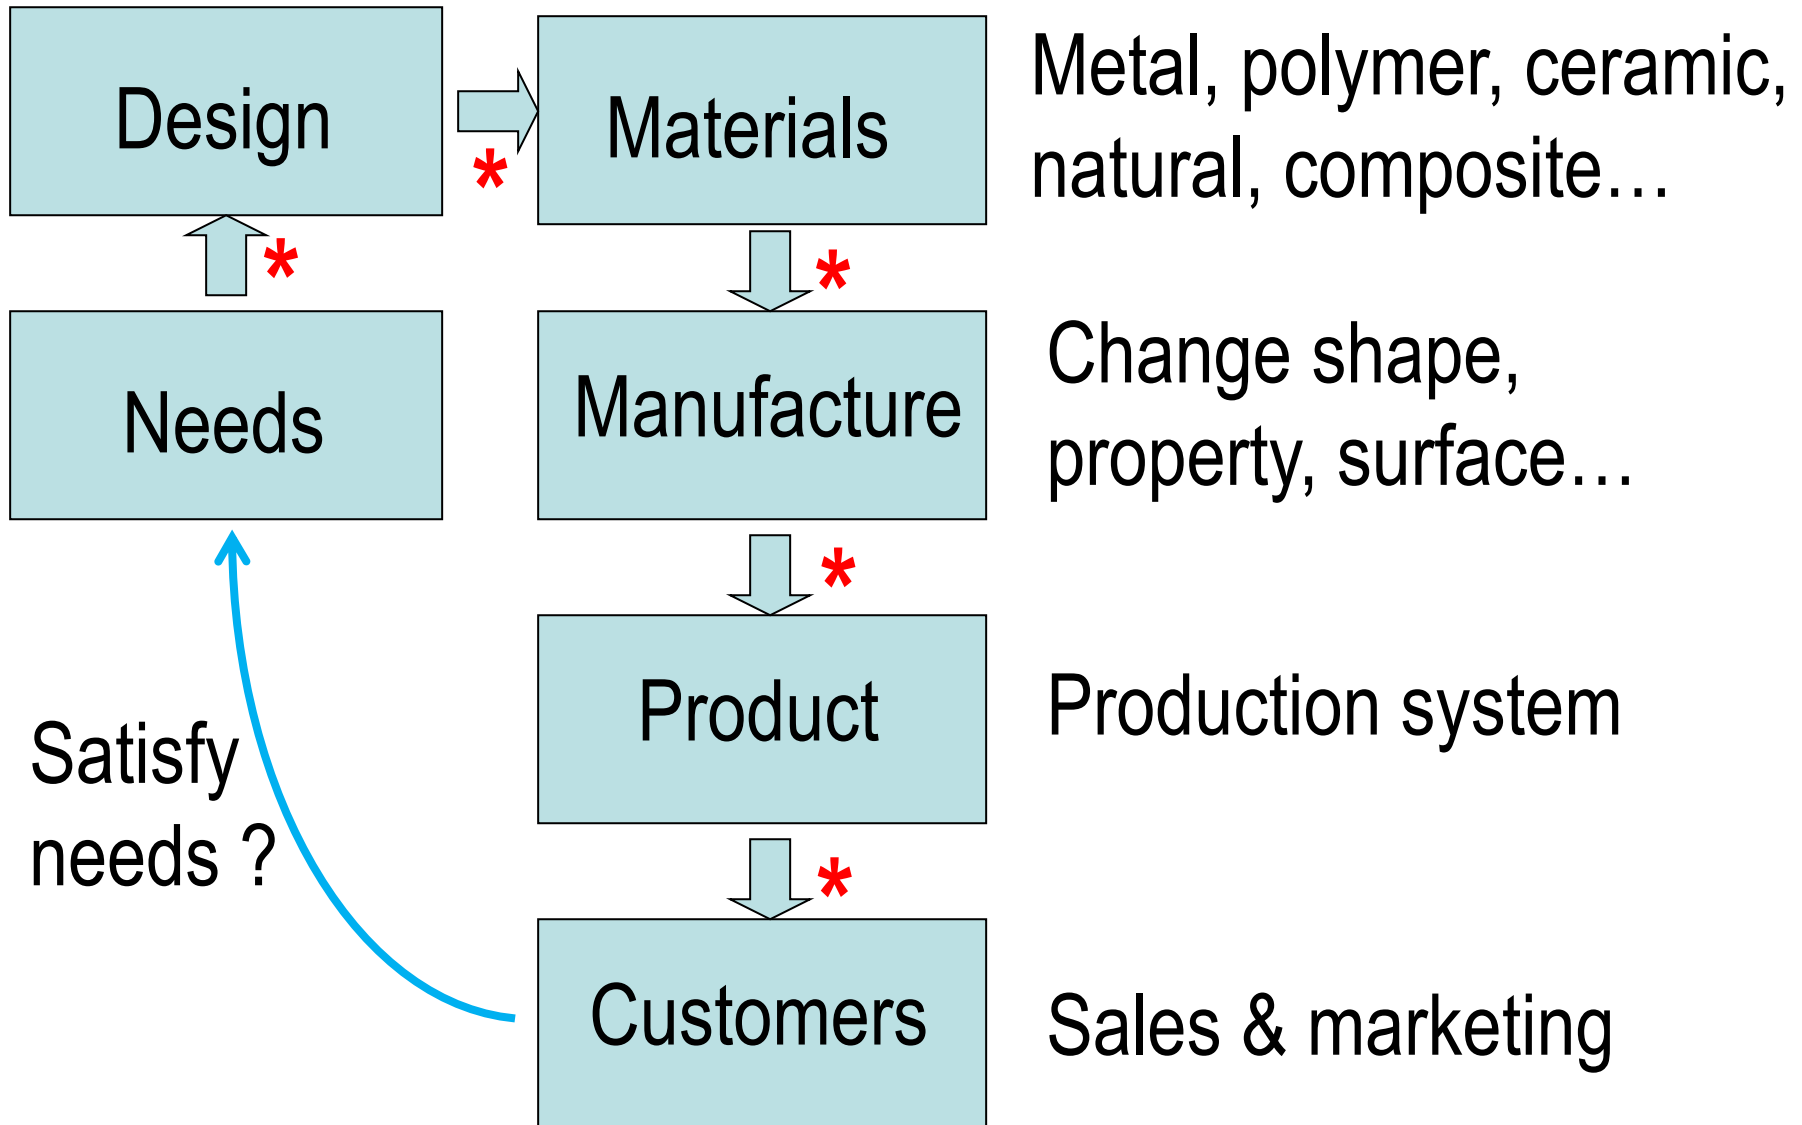 Design
*
Materials
Metal, polymer, ceramic,
natural, composite…
*
*
Needs
Manufacture
Change shape,
property, surface…
*
Product
Production system
Satisfy
needs ?
*
Customers
Sales & marketing